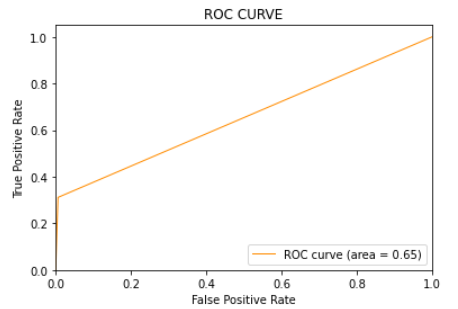 ROC CURVE
1.0
0.8
0.6
0.4
0.2
0.0
True Positive Rate
ROC curve (area = 0.65)
0.0 0.2 0.4 0.6 0.8 1.0
False Positive Rate